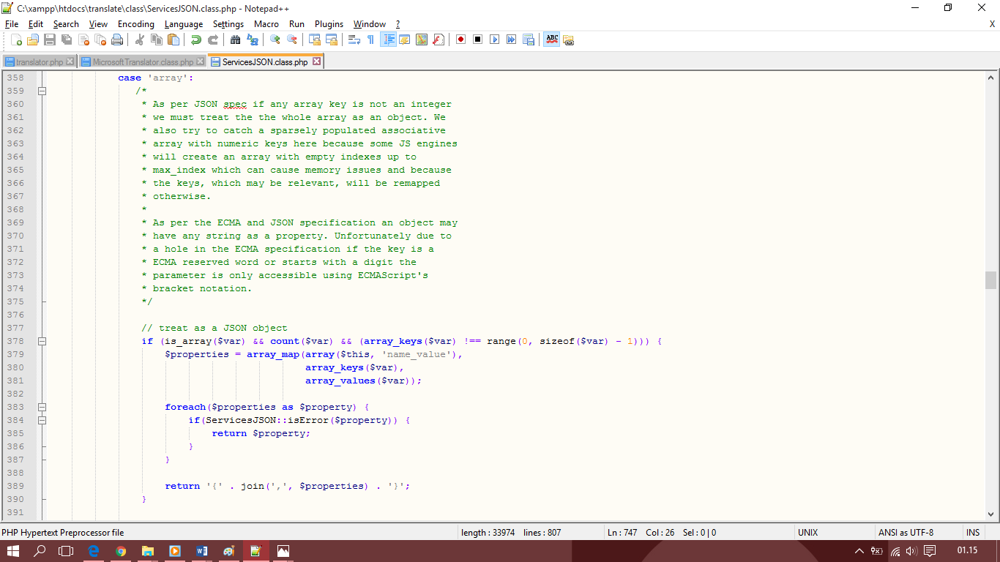 C:\xampp\htdocs\translate\class\ServicesJSON.class.php - Notepad++
File Edit Search View Encoding Language Settings Macro Run Plugins Window ? X
translator.php MicrosoftTranslator.class.php ServicesJSON.class.php
358 case 'array':
359 /*
360 * As per JSON spec if any array key is not an integer
361 * we must treat the the whole array as an object. We
362 * also try to catch a sparsely populated associative
363 * array with numeric keys here because some JS engines
364 * will create an array with empty indexes up to
365 * max_index which can cause memory issues and because
366 * the keys, which may be relevant, will be remapped
367 * otherwise.
368 *
369 * As per the ECMA and JSON specification an object may
370 * have any string as a property. Unfortunately due to
371 * a hole in the ECMA specification if the key is a
372 * ECMA reserved word or starts with a digit the
373 * parameter is only accessible using ECMAScript's
374 * bracket notation.
375 */
376
377 // treat as a JSON object
378 if (is_array($var) && count($var) && (array_keys($var) !== range(0, sizeof($var) - 1))) {
379 $properties = array_map(array($this, 'name_value'),
380 array_keys($var),
381 array_values($var));
382
383 foreach($properties as $property) {
384 if(ServicesJSON::isError($property)) {
385 return $property;
386 }
387 }
388
389 return '{' . join(',', $properties) . '}';
390 }
391
PHP Hypertext Preprocessor file length : 33974 lines : 807 Ln : 747 Col : 26 Sel : 0 | 0 UNIX ANSI as UTF-8 INS
01.15